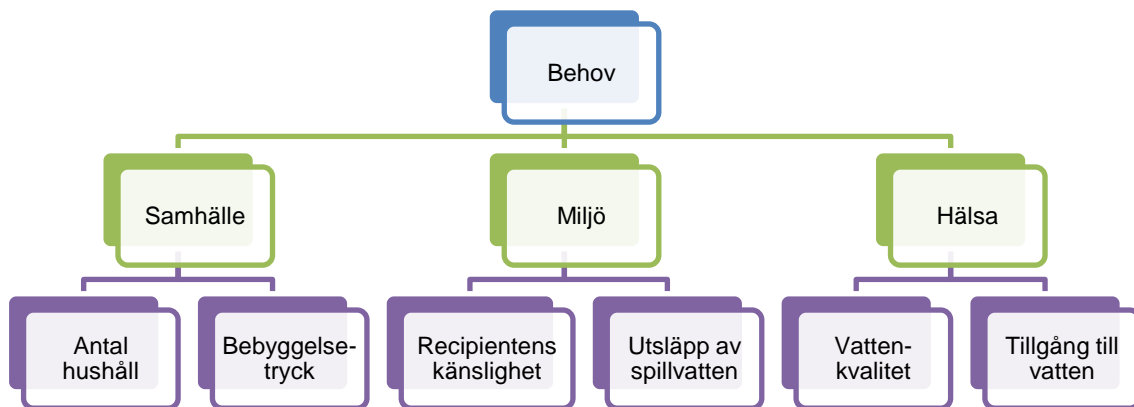 Behov
Samhälle
Miljö
Hälsa
Antal
hushåll
Bebyggelse-
tryck
Recipientens
känslighet
Utsläpp av
spillvatten
Vatten-
kvalitet
Tillgång till
vatten